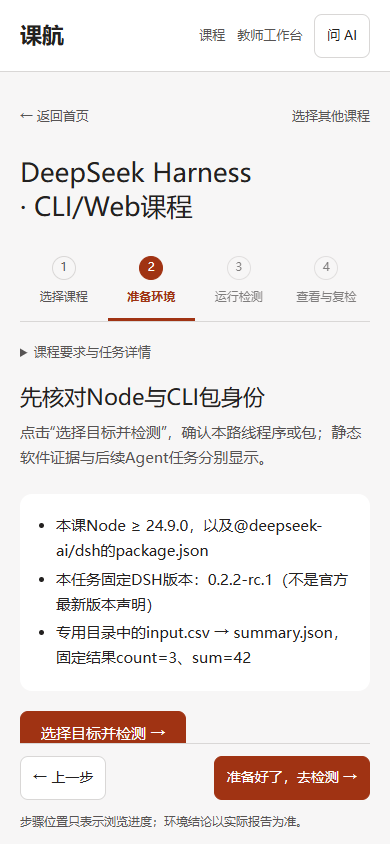 课航
课程 教师工作台 问 AI
← 返回首页 选择其他课程
DeepSeek Harness
· CLI/Web课程
1 2 3 4
选择课程 准备环境 运行检测 查看与复检
▶ 课程要求与任务详情
先核对Node与CLI包身份
点击“选择目标并检测”，确认本路线程序或包；静态
软件证据与后续Agent任务分别显示。
• 本课Node ≥ 24.9.0，以及@deepseek-
ai/dsh的package.json
• 本任务固定DSH版本：0.2.2-rc.1（不是官方
最新版本声明）
• 专用目录中的input.csv → summary.json，
固定结果count=3、sum=42
选择目标并检测 →
← 上一步 准备好了，去检测 →
步骤位置只表示浏览进度；环境结论以实际报告为准。